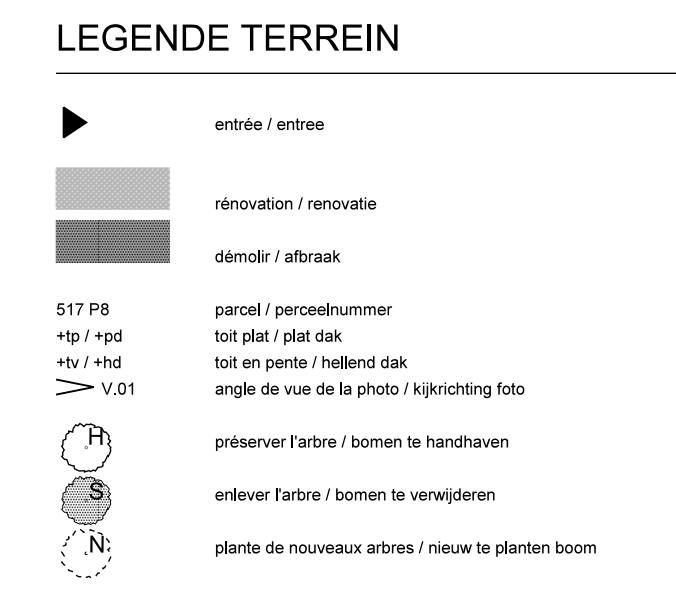 LEGENDE TERREIN
entrée / entree
rénovation / renovatie
démolir / afbraak
517 P8 parcel / perceelnummer
+tp / +pd toit plat / plat dak
+tv / +hd toit en pente / hellend dak
V.01 angle de vue de la photo / kijkrichting foto
H préserver l'arbre / bomen te handhaven
S enlever l'arbre / bomen te verwijderen
N plante de nouveaux arbres / nieuw te planten boom